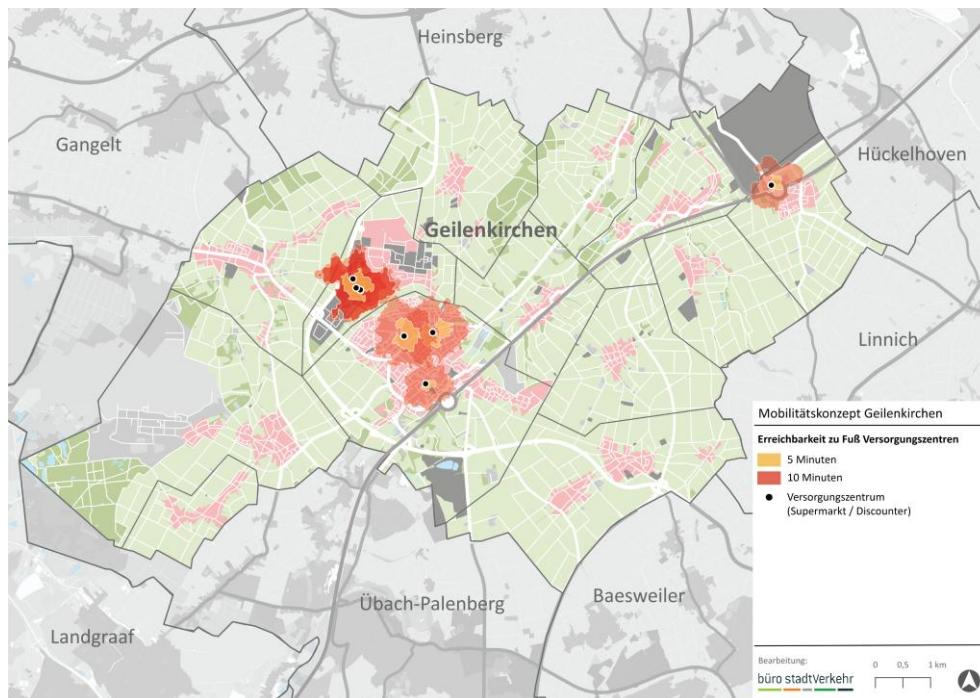 Heinsberg
Gangelt
Hückelhoven
Geilenkirchen
Linnich
Übach-Palenberg
Baesweiler
Landgraaf
Mobilitätskonzept Geilenkirchen
Erreichbarkeit zu Fuß Versorgungszentren
5 Minuten
10 Minuten
Versorgungszentrum
(Supermarkt / Discounter)
Bearbeitung:
büro stadtVerkehr
0 0,5 1 km